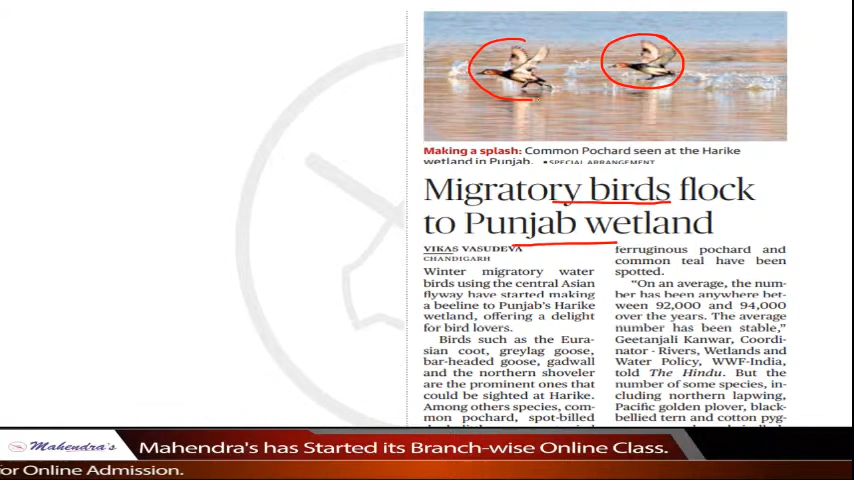 Making a splash: Common Pochard seen at the Harike
wetland in Punjab. ▪SPECIAL ARRANGEMENT
Migratory birds flock
to Punjab wetland
VIKAS VASUDEVA
CHANDIGARH
Winter migratory water
birds using the central Asian
flyway have started making
a beeline to Punjab's Harike
wetland, offering a delight
for bird lovers.
Birds such as the Eura-
sian coot, greylag goose,
bar-headed goose, gadwall
and the northern shoveler
are the prominent ones that
could be sighted at Harike.
Among others species, com-
mon pochard, spot-billed
ferruginous pochard and
common teal have been
spotted.
"On an average, the num-
ber has been anywhere bet-
ween 92,000 and 94,000
over the years. The average
number has been stable,"
Geetanjali Kanwar, Coordi-
nator - Rivers, Wetlands and
Water Policy, WWF-India,
told The Hindu. But the
number of some species, in-
cluding northern lapwing,
Pacific golden plover, black-
bellied tern and cotton pyg-
Mahendra's
Mahendra's has Started its Branch-wise Online Class.
for Online Admission.